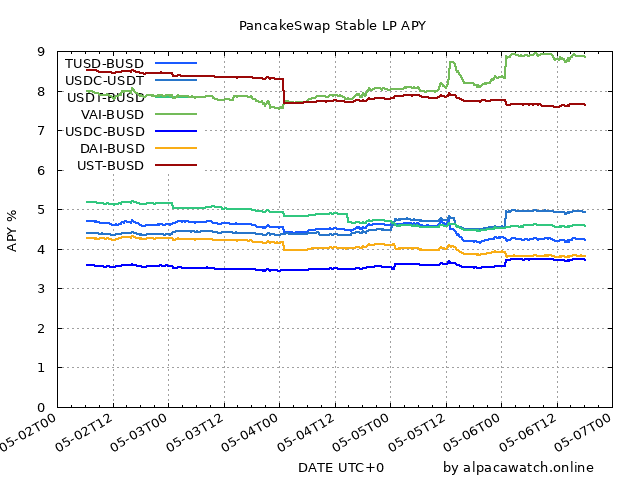 PancakeSwap Stable LP APY
9
8
7
6
5
4
3
2
1
0
APY %
TUSD-BUSD
USDC-USDT
USDT-BUSD
VAI-BUSD
USDC-BUSD
DAI-BUSD
UST-BUSD
05-02T00
05-02T12
05-03T00
05-03T12
05-04T00
05-04T12
05-05T00
05-05T12
05-06T00
05-06T12
05-07T00
DATE UTC+0
by alpacawatch.online